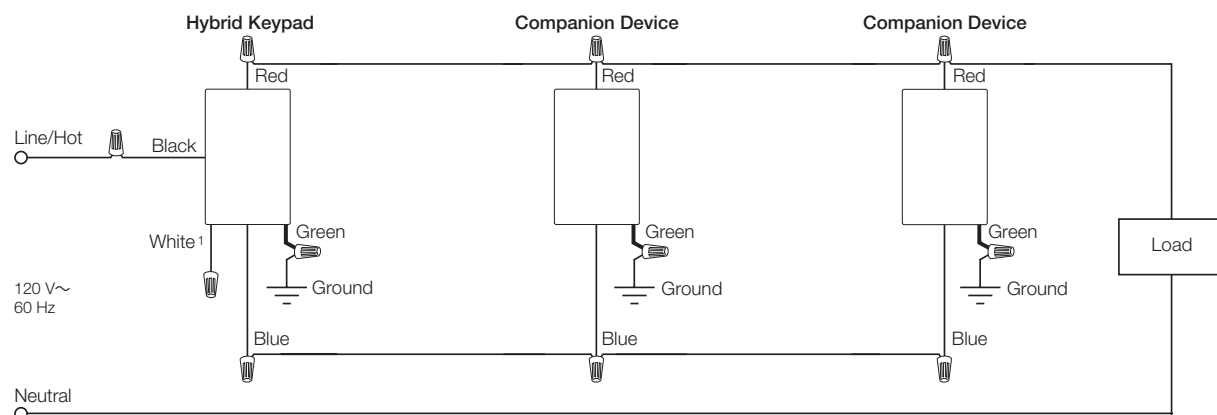 Hybrid Keypad
Companion Device
Companion Device
Red
Red
Red
Line/Hot
Black
White¹
Green
Green
Green
Load
120 V~
60 Hz
Ground
Ground
Ground
Blue
Blue
Blue
Neutral